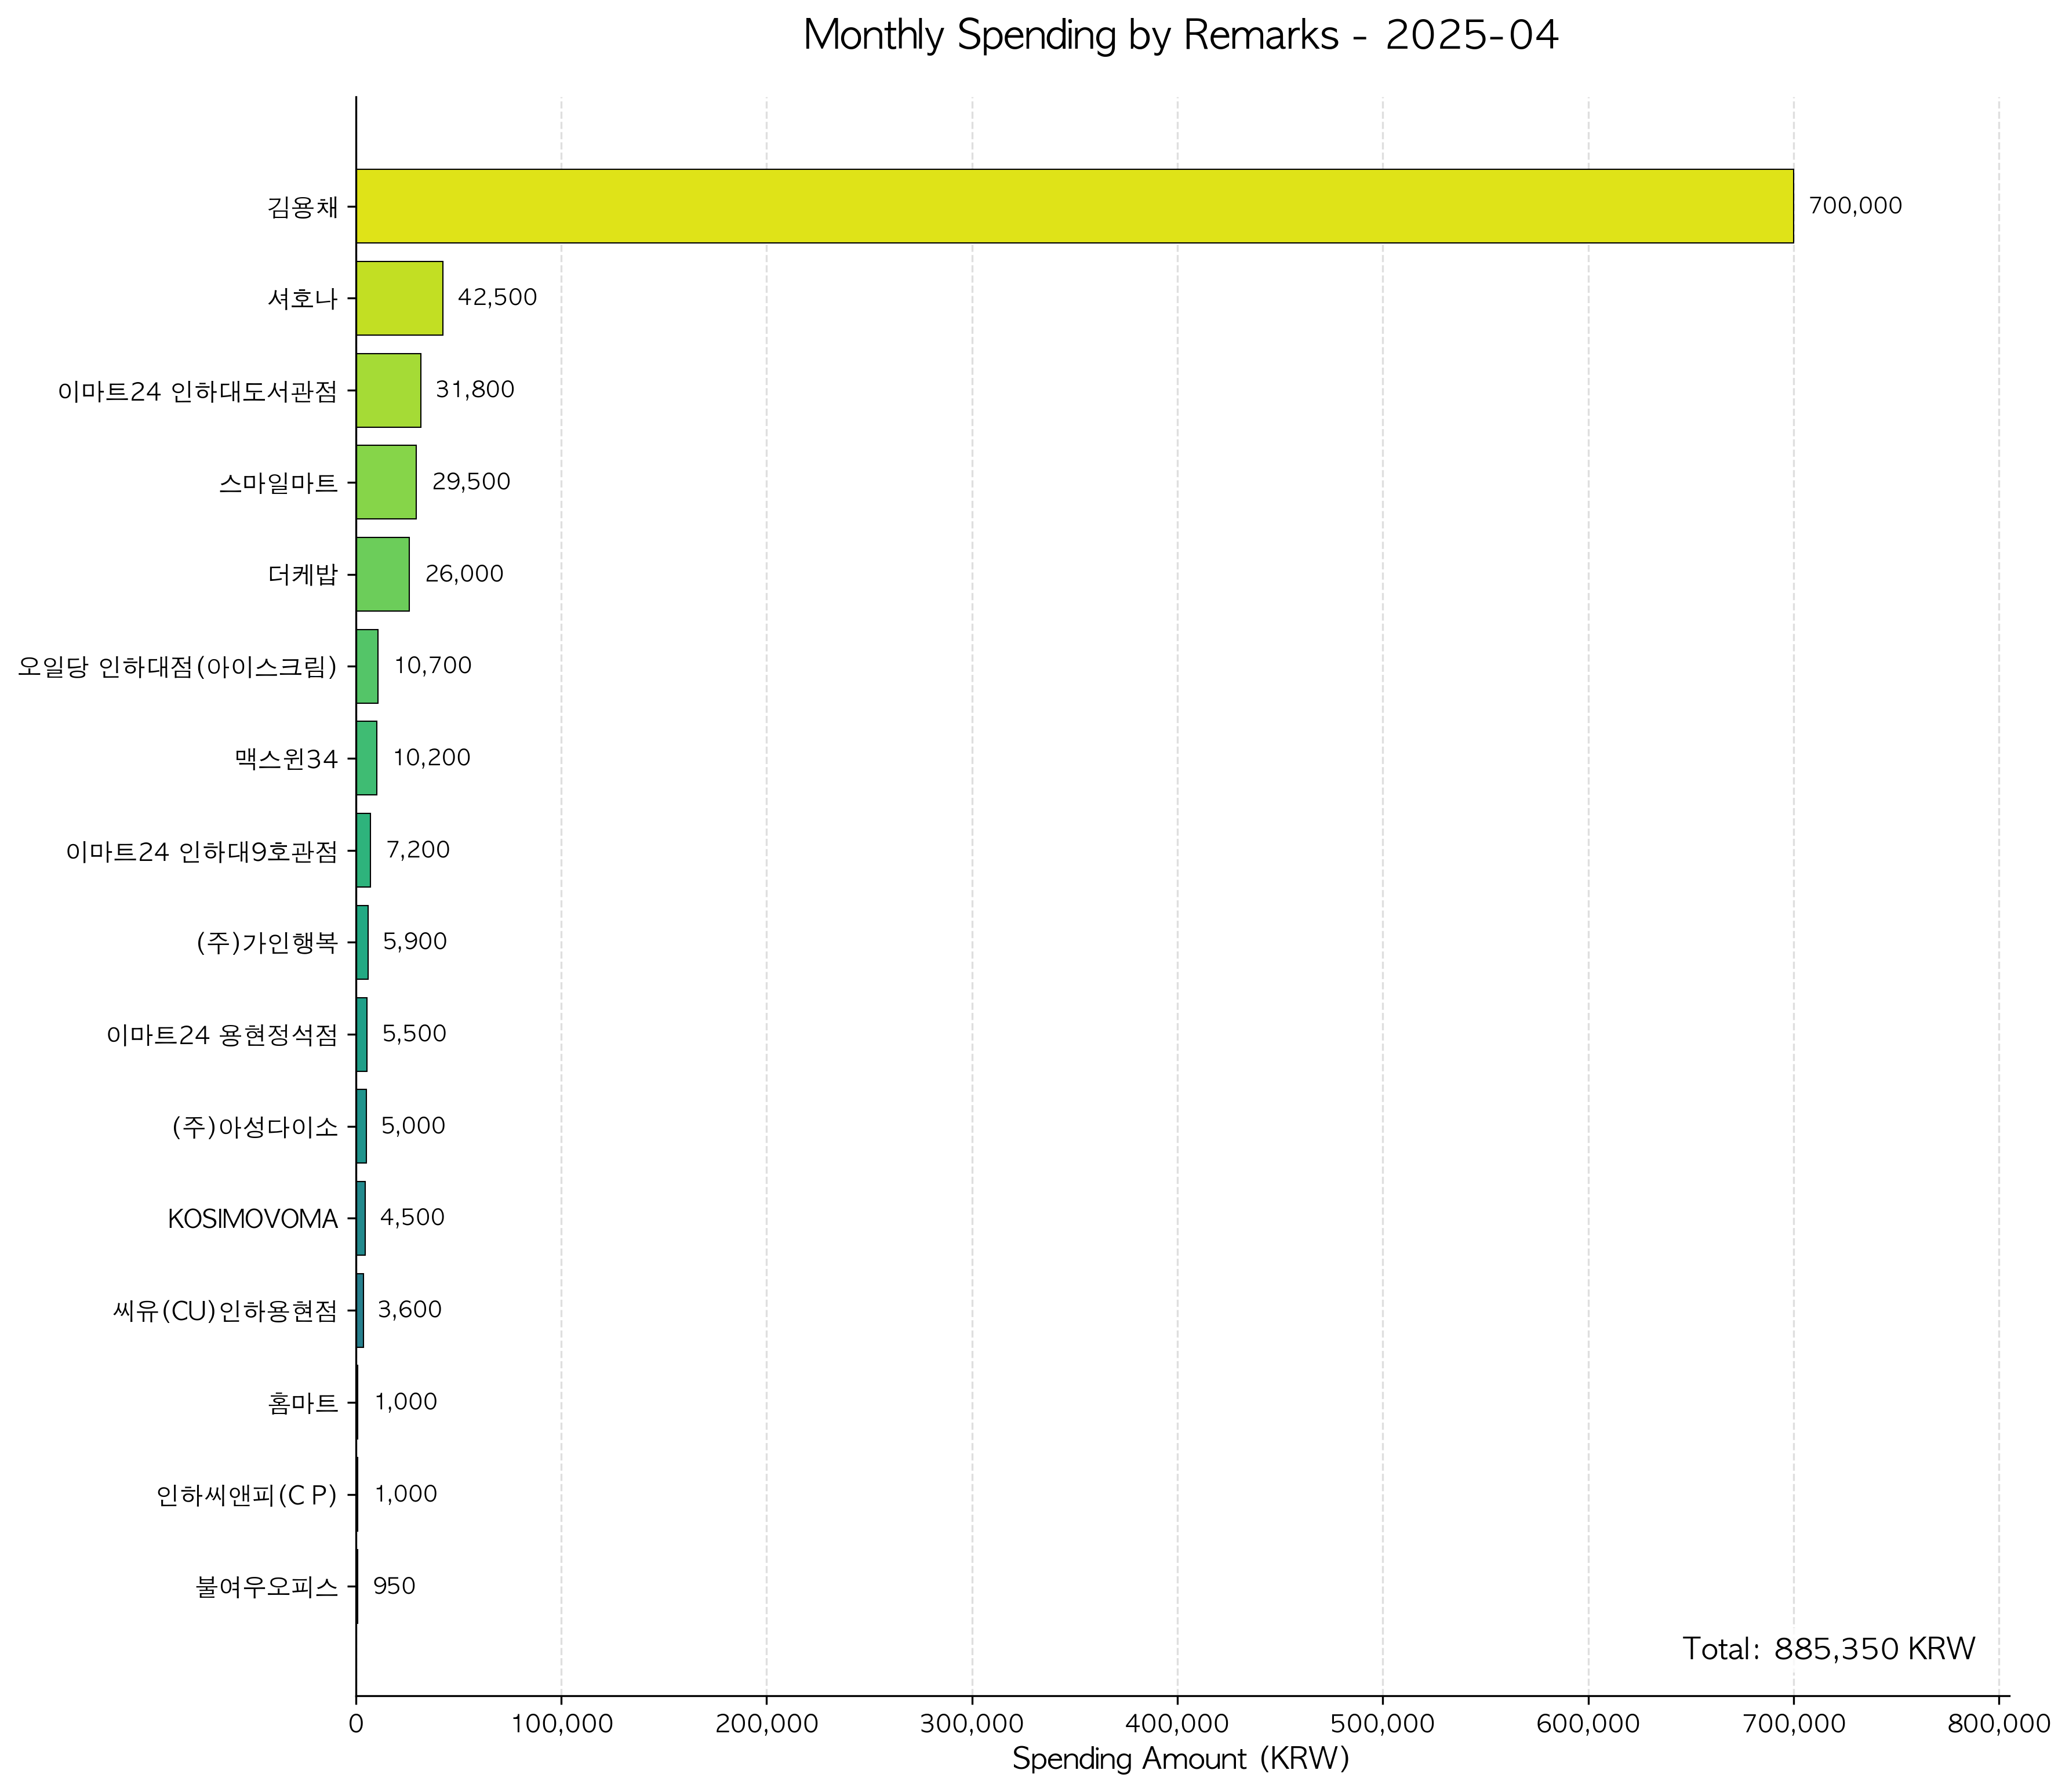 Monthly Spending by Remarks - 2025-04
김용채 700,000
셔호나 42,500
이마트24 인하대도서관점 31,800
스마일마트 29,500
더케밥 26,000
오일당 인하대점(아이스크림) 10,700
맥스윈34 10,200
이마트24 인하대9호관점 7,200
(주)가인행복 5,900
이마트24 용현정석점 5,500
(주)아성다이소 5,000
KOSIMOVOMA 4,500
씨유(CU)인하용현점 3,600
홈마트 1,000
인하씨앤피(C P) 1,000
불여우오피스 950
Total: 885,350 KRW
0 100,000 200,000 300,000 400,000 500,000 600,000 700,000 800,000
Spending Amount (KRW)